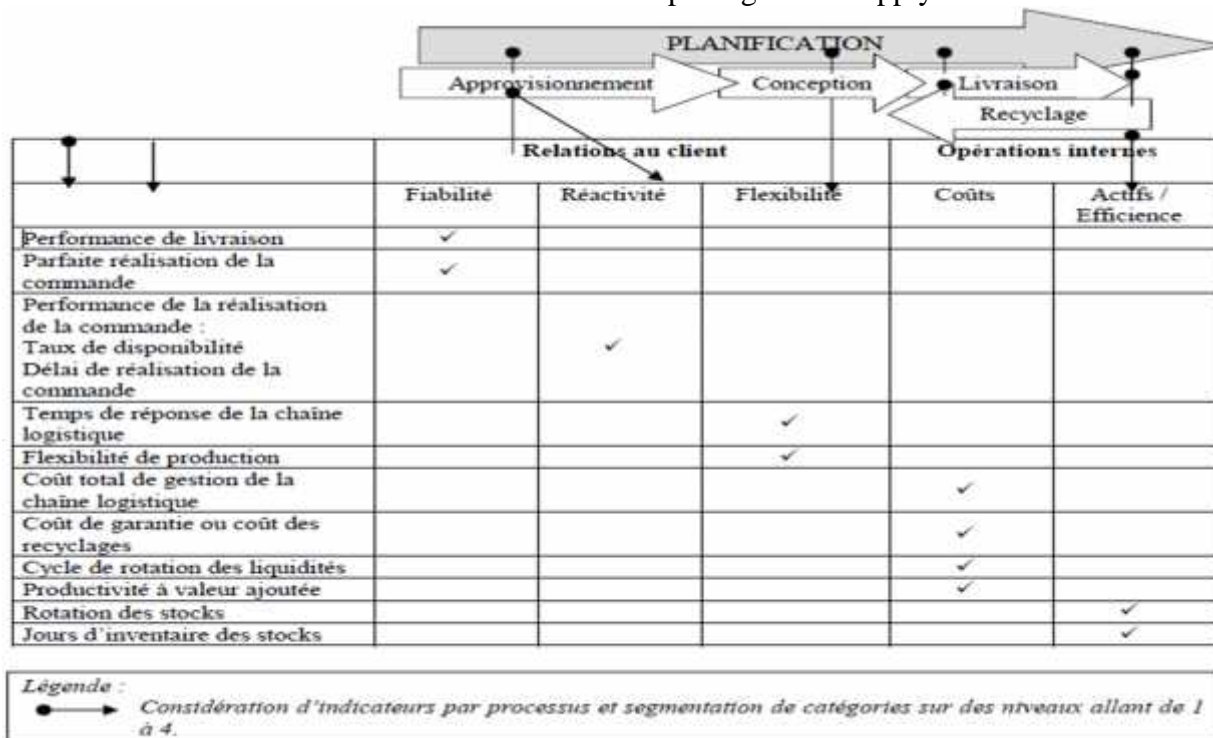 PLANIFICATION
Approvisionnement
Conception
Livraison
Recyclage
Relations au client
Opérations internes
Fiabilité
Réactivité
Flexibilité
Coûts
Actifs /
Efficience
Performance de livraison
Parfaite réalisation de la
commande
Performance de la réalisation
de la commande :
Taux de disponibilité
Délai de réalisation de la
commande
Temps de réponse de la chaîne
logistique
Flexibilité de production
Coût total de gestion de la
chaîne logistique
Coût de garantie ou coût des
recyclages
Cycle de rotation des liquidités
Productivité à valeur ajoutée
Rotation des stocks
Jours d'inventaire des stocks
Légende :
Considération d'indicateurs par processus et segmentation de catégories sur des niveaux allant de 1
à 4.